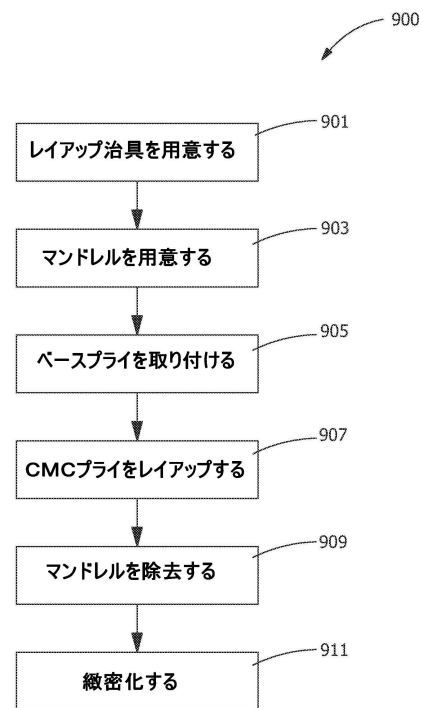 900
レイアップ治具を用意する
901
マンドレルを用意する
903
ベースプライを取り付ける
905
CMCプライをレイアップする
907
マンドレルを除去する
909
緻密化する
911